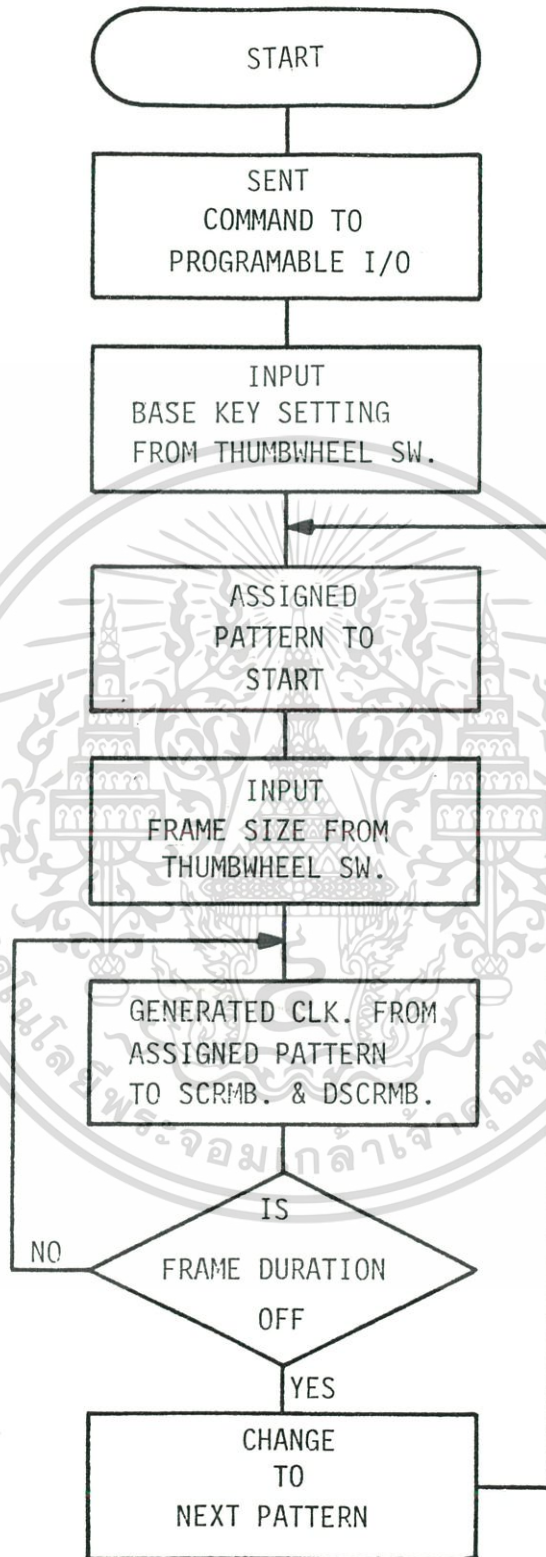 START
SENT
COMMAND TO
PROGRAMABLE I/O
INPUT
BASE KEY SETTING
FROM THUMBWHEEL SW.
ASSIGNED
PATTERN TO
START
INPUT
FRAME SIZE FROM
THUMBWHEEL SW.
GENERATED CLK. FROM
ASSIGNED PATTERN
TO SCRMB. & DSCRMB.
IS
FRAME DURATION
OFF
NO
YES
CHANGE
TO
NEXT PATTERN